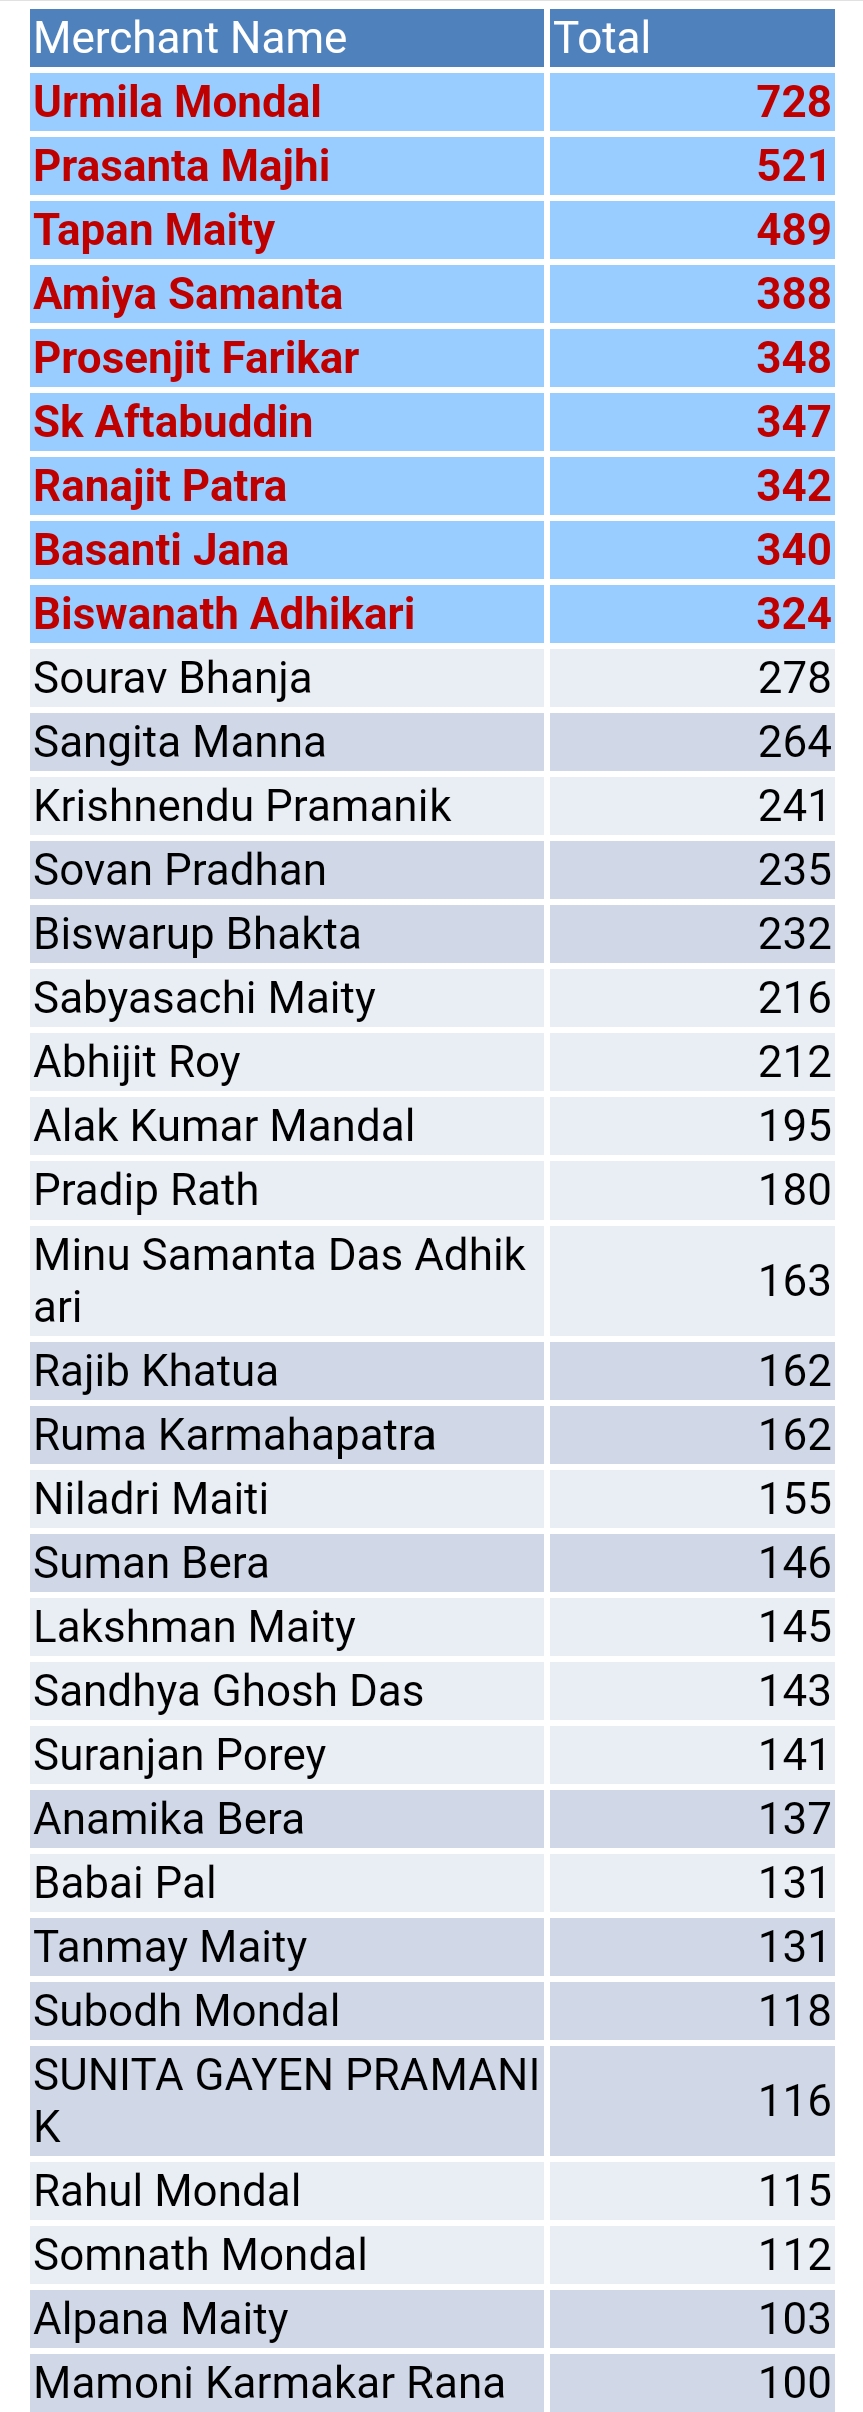 Merchant Name Total
Urmila Mondal 728
Prasanta Majhi 521
Tapan Maity 489
Amiya Samanta 388
Prosenjit Farikar 348
Sk Aftabuddin 347
Ranajit Patra 342
Basanti Jana 340
Biswanath Adhikari 324
Sourav Bhanja 278
Sangita Manna 264
Krishnendu Pramanik 241
Sovan Pradhan 235
Biswarup Bhakta 232
Sabyasachi Maity 216
Abhijit Roy 212
Alak Kumar Mandal 195
Pradip Rath 180
Minu Samanta Das Adhik
ari 163
Rajib Khatua 162
Ruma Karmahapatra 162
Niladri Maiti 155
Suman Bera 146
Lakshman Maity 145
Sandhya Ghosh Das 143
Suranjan Porey 141
Anamika Bera 137
Babai Pal 131
Tanmay Maity 131
Subodh Mondal 118
SUNITA GAYEN PRAMANI
K 116
Rahul Mondal 115
Somnath Mondal 112
Alpana Maity 103
Mamoni Karmakar Rana 100